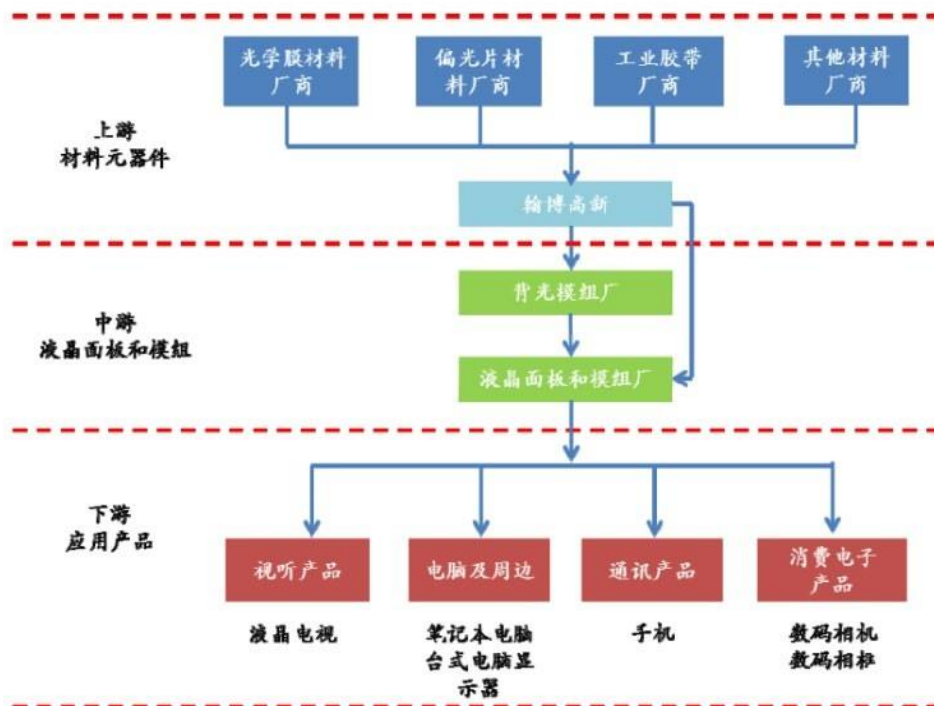 光学膜材料
厂商
偏光片材
料厂商
工业胶带
厂商
其他材料
厂商
上游
材料元器件
翰博高新
背光模组厂
中游
液晶面板和模组
液晶面板和模组厂
下游
应用产品
视听产品
电脑及周边
通讯产品
消费电子
产品
液晶电视
笔记本电脑
台式电脑显
示器
手机
数码相机
数码相框